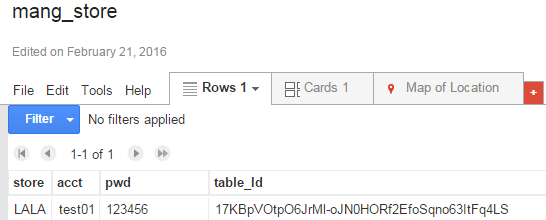 mang_store
Edited on February 21, 2016
File Edit Tools Help Rows 1 Cards 1 Map of Location +
Filter No filters applied
1-1 of 1
store acct pwd table_Id
LALA test01 123456 17KBpVOtpO6JrMl-oJN0HORf2EfoSqno63ItFq4LS